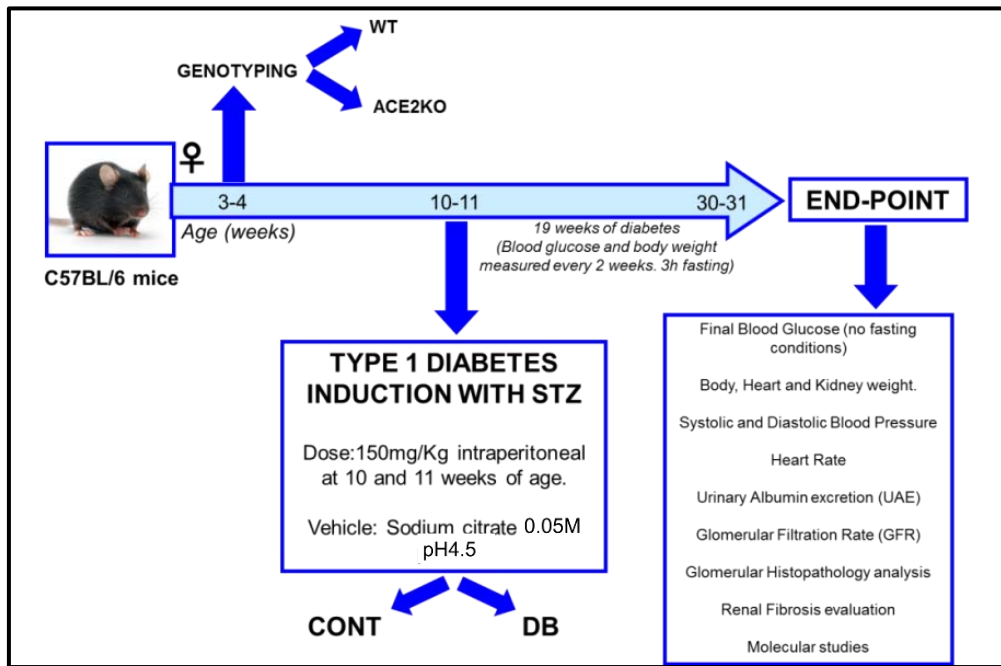 WT
GENOTYPING
ACE2KO
♀
3-4
10-11
30-31
END-POINT
Age (weeks)
19 weeks of diabetes
(Blood glucose and body weight
measured every 2 weeks. 3h fasting)
C57BL/6 mice
TYPE 1 DIABETES
INDUCTION WITH STZ
Dose:150mg/Kg intraperitoneal
at 10 and 11 weeks of age.
Vehicle: Sodium citrate 0.05M
pH4.5
CONT
DB
Final Blood Glucose (no fasting
conditions)
Body, Heart and Kidney weight.
Systolic and Diastolic Blood Pressure
Heart Rate
Urinary Albumin excretion (UAE)
Glomerular Filtration Rate (GFR)
Glomerular Histopathology analysis
Renal Fibrosis evaluation
Molecular studies